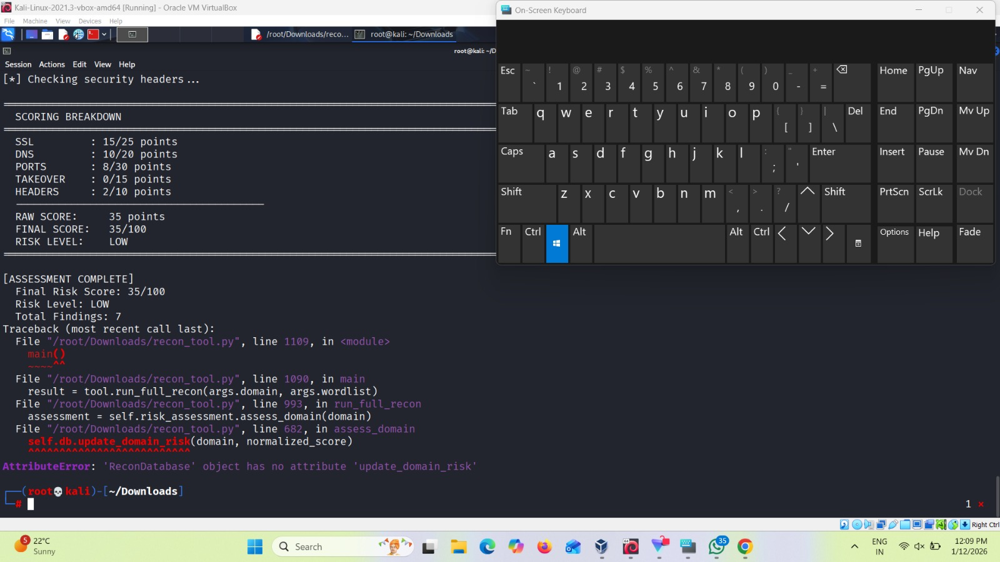 Kali-Linux-2021.3-vbox-amd64 [Running] - Oracle VM VirtualBox
File Machine View Devices Help
/root/Downloads/reco... root@kali: ~/Downloads
root@kali: ~/D
Session Actions Edit View Help
[*] Checking security headers...
SCORING BREAKDOWN
SSL : 15/25 points
DNS : 10/20 points
PORTS : 8/30 points
TAKEOVER : 0/15 points
HEADERS : 2/10 points
RAW SCORE: 35 points
FINAL SCORE: 35/100
RISK LEVEL: LOW
[ASSESSMENT COMPLETE]
Final Risk Score: 35/100
Risk Level: LOW
Total Findings: 7
Traceback (most recent call last):
File "/root/Downloads/recon_tool.py", line 1109, in <module>
main()
~~~~^^
File "/root/Downloads/recon_tool.py", line 1090, in main
result = tool.run_full_recon(args.domain, args.wordlist)
File "/root/Downloads/recon_tool.py", line 993, in run_full_recon
assessment = self.risk_assessment.assess_domain(domain)
File "/root/Downloads/recon_tool.py", line 682, in assess_domain
self.db.update_domain_risk(domain, normalized_score)
^^^^^^^^^^^^^^^^^^^^^^^^^^
AttributeError: 'ReconDatabase' object has no attribute 'update_domain_risk'
(root💀kali)-[~/Downloads]
#
1 ×
On-Screen Keyboard
Esc ~ ` ! 1 @ 2 # 3 $ 4 % 5 ^ 6 & 7 * 8 ( 9 ) 0 _ - + = Home PgUp Nav
Tab q w e r t y u i o p { [ } ] | \ Del End PgDn Mv Up
Caps a s d f g h j k l : ; " ' Enter Insert Pause Mv Dn
Shift z x c v b n m < , > . ? / Shift PrtScn ScrLk Dock
Fn Ctrl Alt Alt Ctrl Options Help Fade
Right Ctrl
5
22°C
Sunny
Search
35
ENG
IN
12:09 PM
1/12/2026